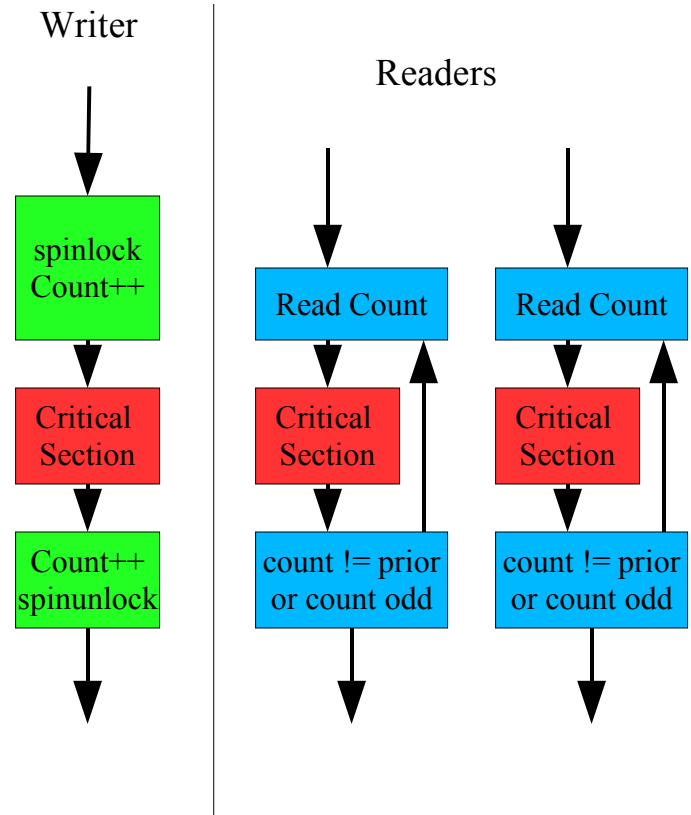 Writer
spinlock
Count++
Critical
Section
Count++
spinunlock
Readers
Read Count
Critical
Section
count != prior
or count odd
Read Count
Critical
Section
count != prior
or count odd